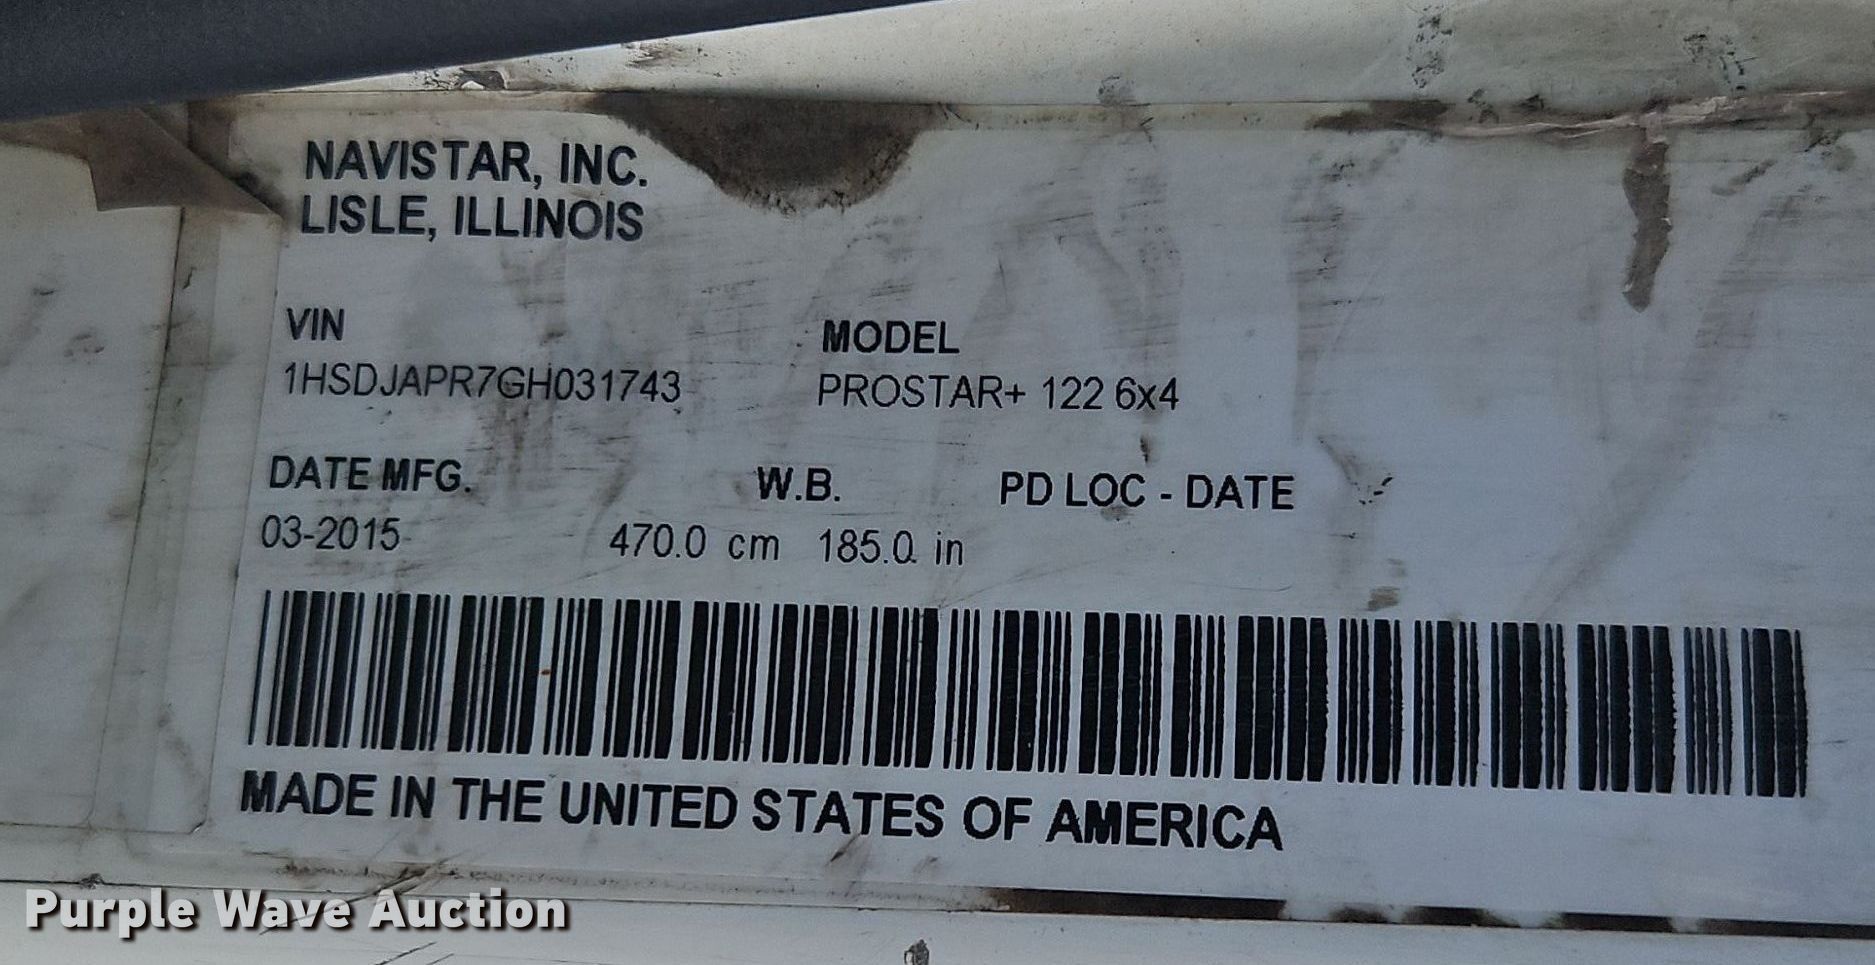 NAVISTAR, INC.
LISLE, ILLINOIS
VIN
1HSDJAPR7GH031743
MODEL
PROSTAR+ 122 6x4
DATE MFG.
03-2015
W.B.
470.0 cm 185.0 in
PD LOC - DATE
MADE IN THE UNITED STATES OF AMERICA
Purple Wave Auction